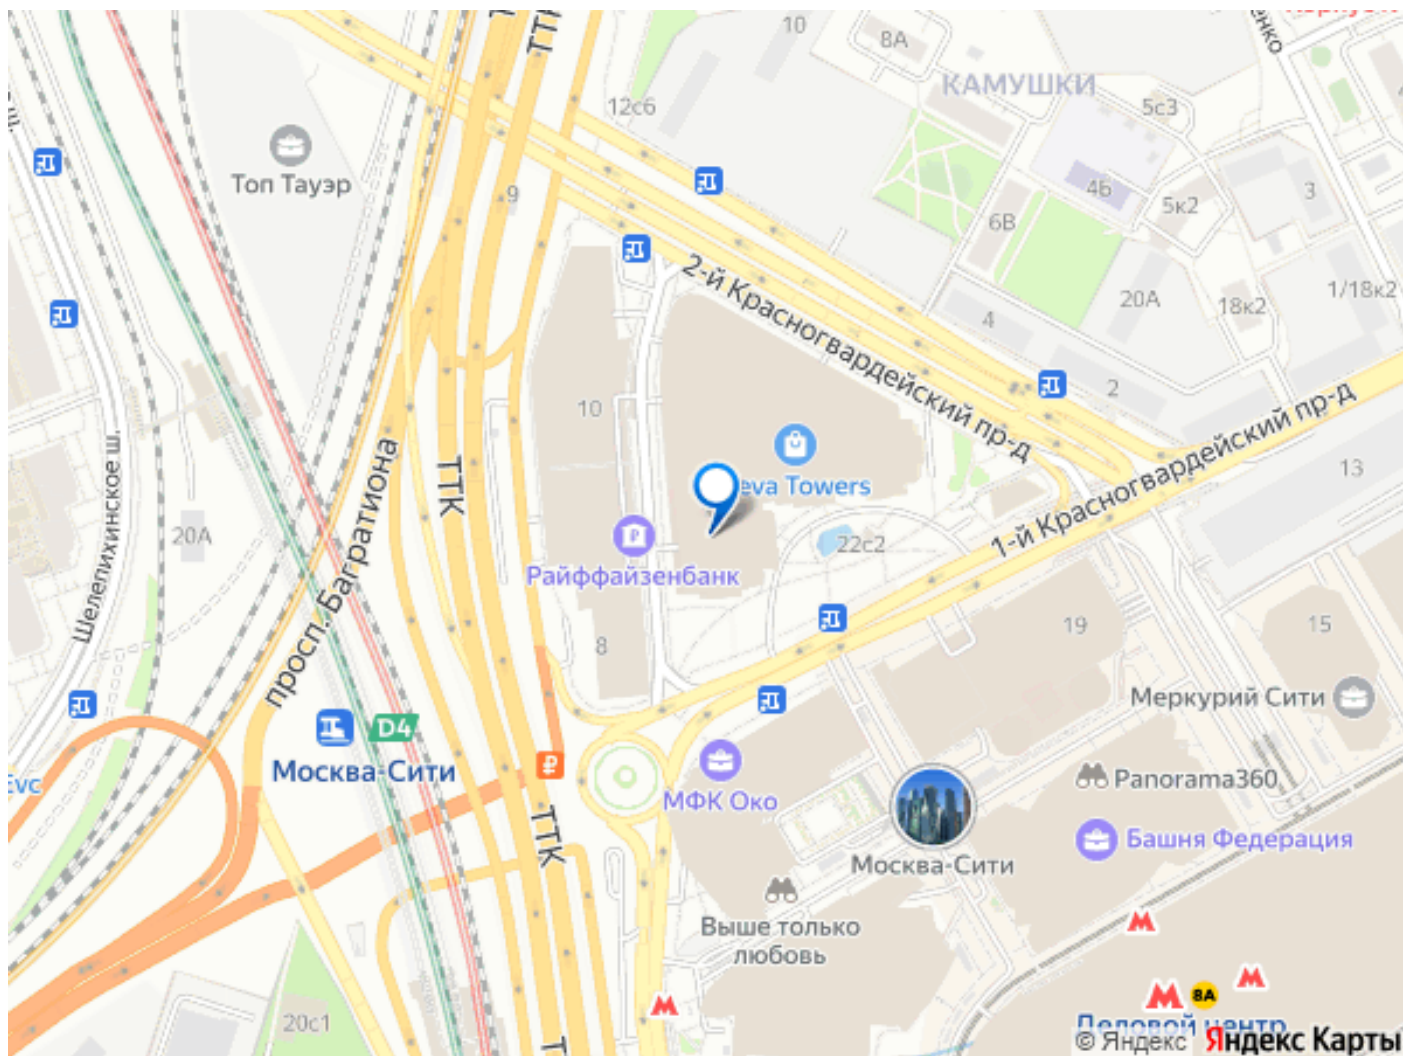 ТТК
10
8А
КАМУШКИ
12с6
5с3
Топ Тауэр
9
4Б
5к2
3
6В
20А
18к2
1/18к2
4
2-й Красногвардейский пр-д
2
10
ТТК
просп. Багратиона
Шелепихинское ш.
20А
eva Towers
1-й Красногвардейский пр-д
13
22с2
Райффайзенбанк
8
19
15
Меркурий Сити
D4
Москва-Сити
МФК Око
Panorama360
ТТК
Москва-Сити
Башня Федерация
Выше только
любовь
20с1
8А
Деловой центр
© Яндекс Яндекс Карты